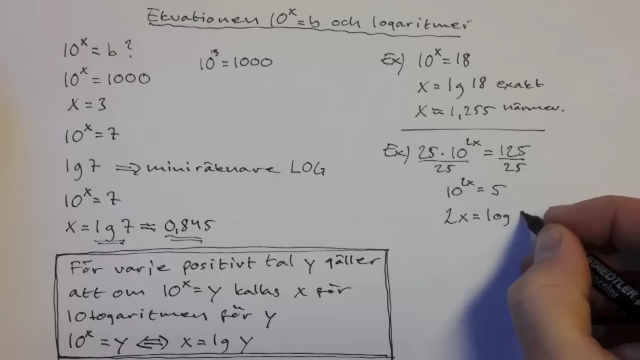 Ekvationen 10^x = b och logaritmer
10^x = b ?
10^3 = 1000
10^x = 1000
x = 3
10^x = 7
lg 7 ⟹ miniräknare LOG
10^x = 7
x = lg 7 ≈ 0,845
För varje positivt tal y gäller
att om 10^x = y kallas x för
10logaritmen för y
10^x = y ⟺ x = lg y
Ex) 10^x = 18
x = lg 18 exakt
x ≈ 1,255 närmev.
Ex) 25 · 10^2x / 25 = 125 / 25
10^2x = 5
2x = log
STAEDTLER